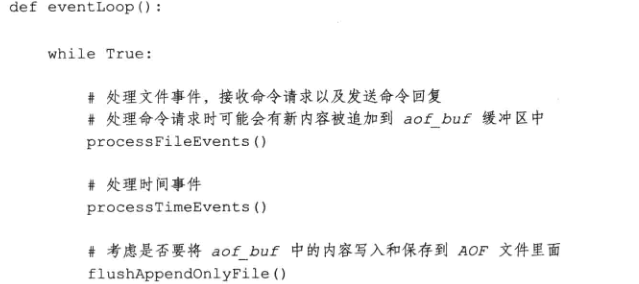 def eventLoop():
while True:
# 处理文件事件，接收命令请求以及发送命令回复
# 处理命令请求时可能会有新内容被追加到 aof_buf 缓冲区中
processFileEvents()
# 处理时间事件
processTimeEvents()
# 考虑是否要将 aof_buf 中的内容写入和保存到 AOF 文件里面
flushAppendOnlyFile()